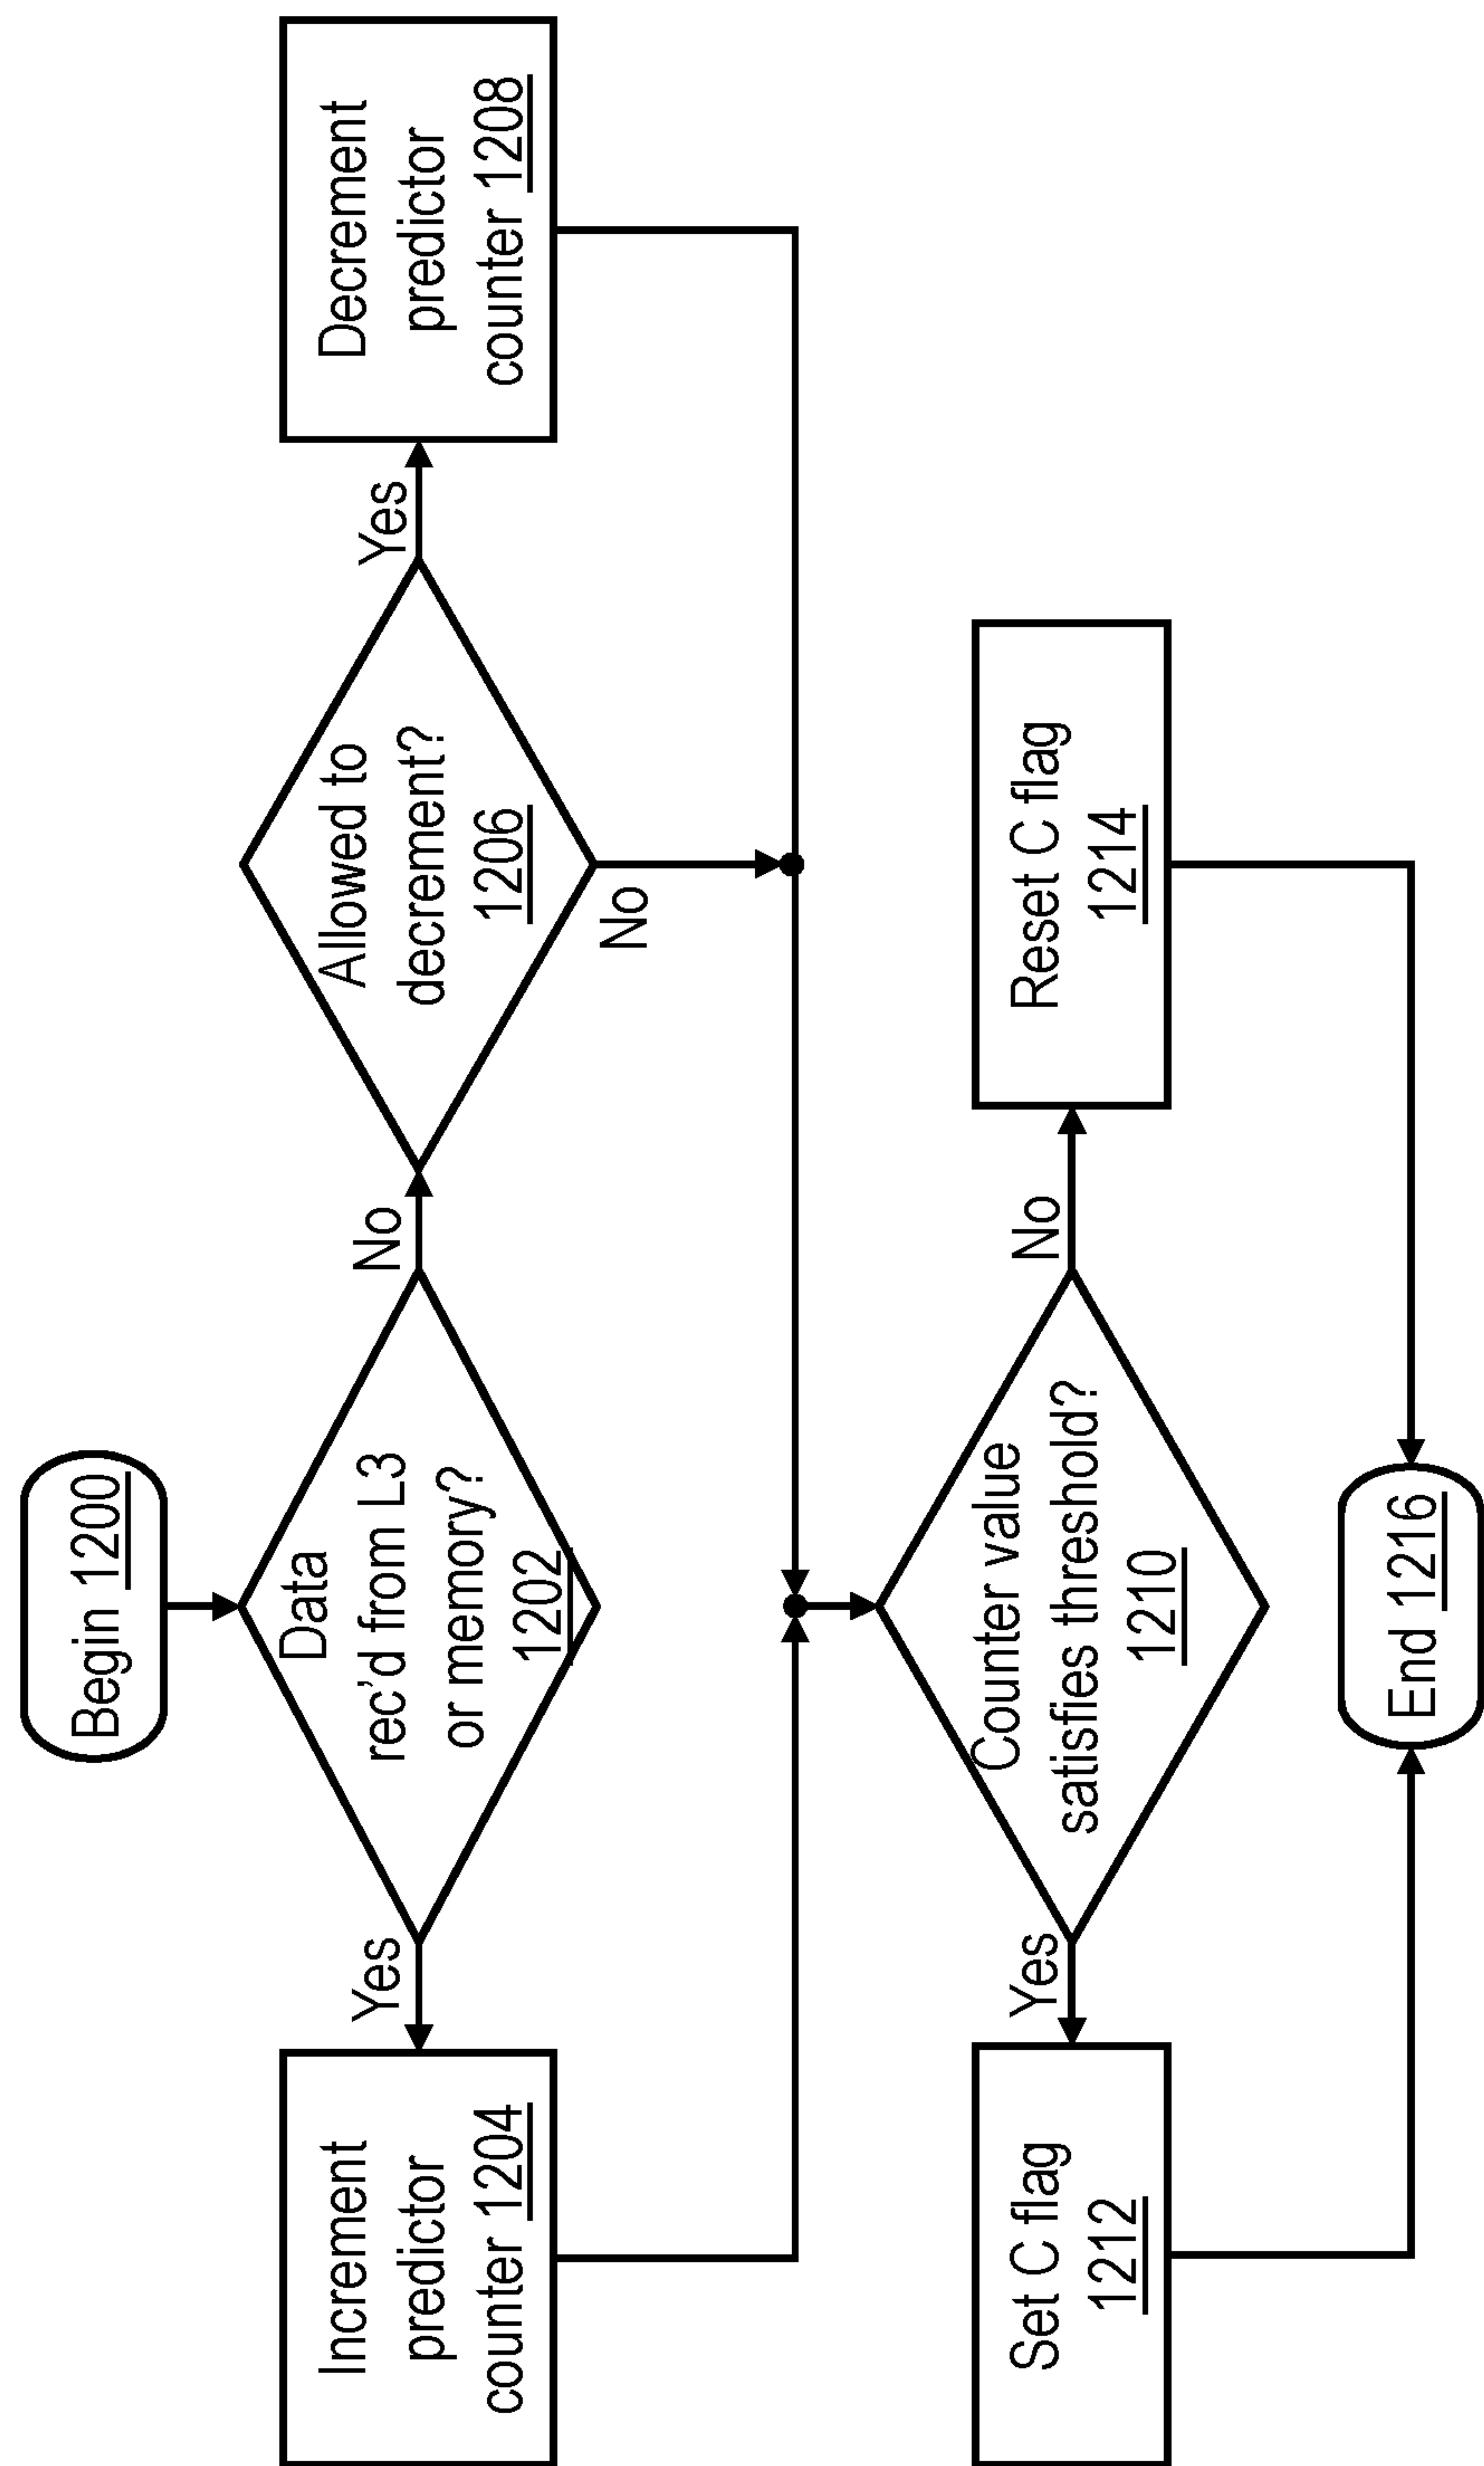 Begin 1200
Data
rec'd from L3
or memory?
1202
Yes
No
Increment
predictor
counter 1204
Allowed to
decrement?
1206
Yes
No
Decrement
predictor
counter 1208
Counter value
satisfies threshold?
1210
Yes
No
Set C flag
1212
Reset C flag
1214
End 1216